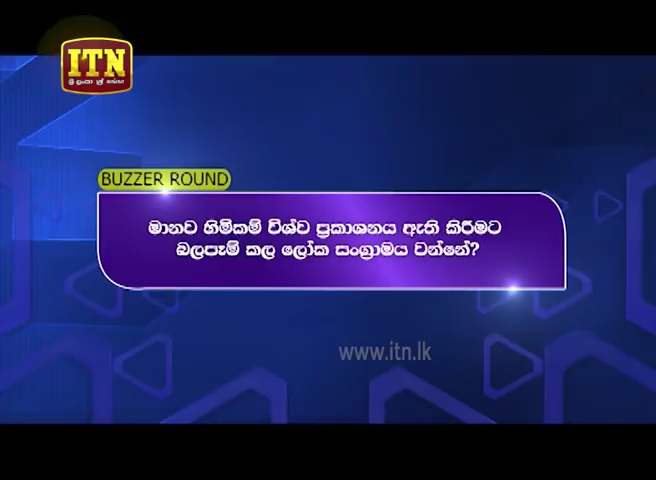 ITN
ශ්‍රී ලංකා ශ්‍රී
BUZZER ROUND
මානව හිමිකම් විශ්ව ප්‍රකාශනය ඇති කිරීමට
බලපෑම් කල ලෝක සංග්‍රාමය වන්නේ?
www.itn.lk